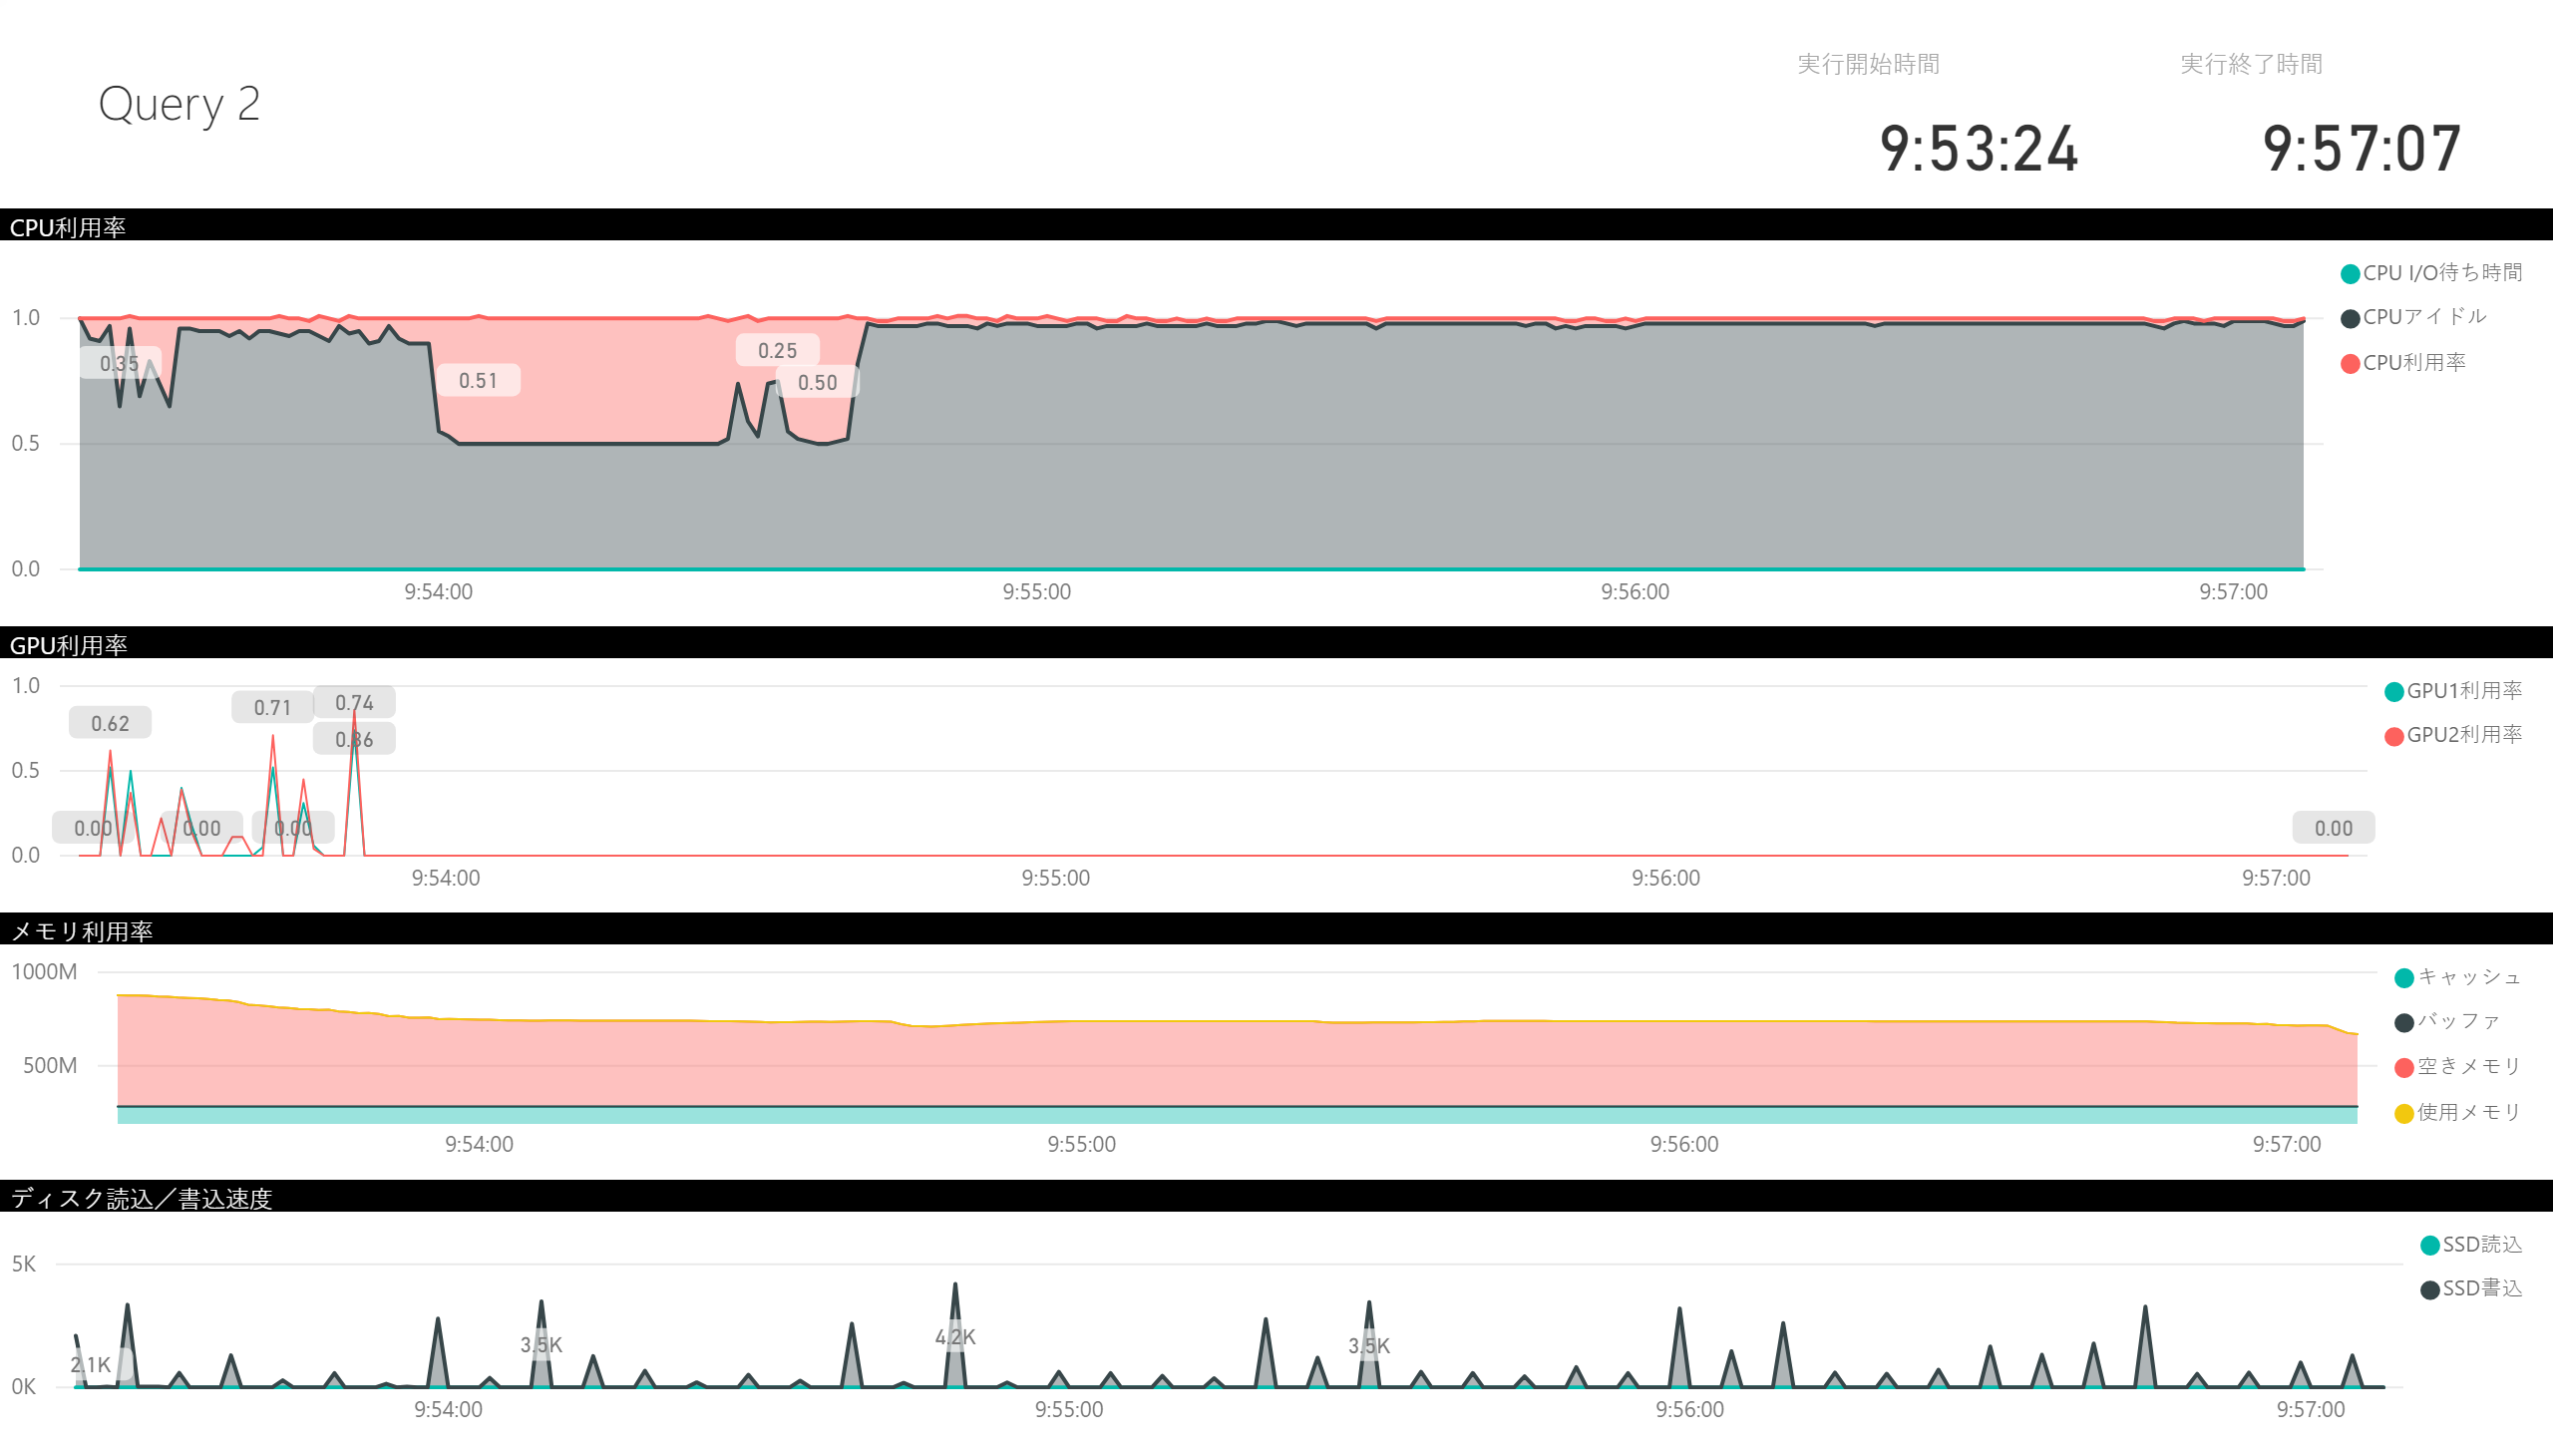 Query 2
実行開始時間
実行終了時間
9:53:24
9:57:07
CPU利用率
CPU I/O待ち時間
CPUアイドル
CPU利用率
1.0
0.5
0.0
0.35
0.51
0.25
0.50
9:54:00
9:55:00
9:56:00
9:57:00
GPU利用率
GPU1利用率
GPU2利用率
1.0
0.5
0.0
0.62
0.71
0.74
0.86
0.00
0.00
0.00
0.00
9:54:00
9:55:00
9:56:00
9:57:00
メモリ利用率
1000M
500M
キャッシュ
バッファ
空きメモリ
使用メモリ
9:54:00
9:55:00
9:56:00
9:57:00
ディスク読込／書込速度
5K
0K
SSD読込
SSD書込
2.1K
3.5K
4.2K
3.5K
9:54:00
9:55:00
9:56:00
9:57:00